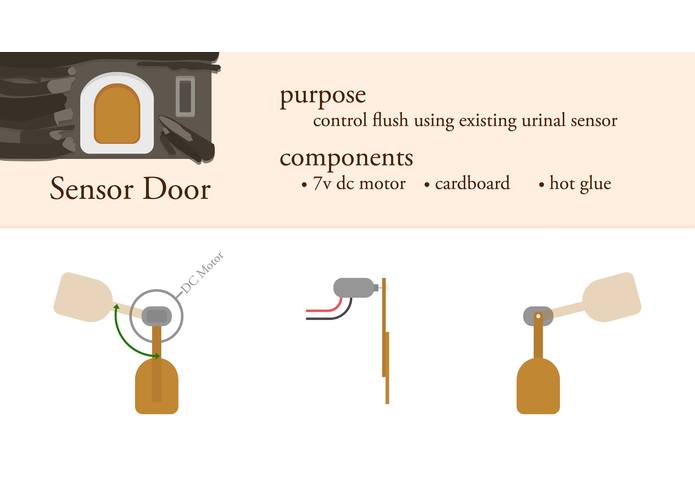 Sensor Door
purpose
control flush using existing urinal sensor
components
• 7v dc motor • cardboard • hot glue
DC Motor